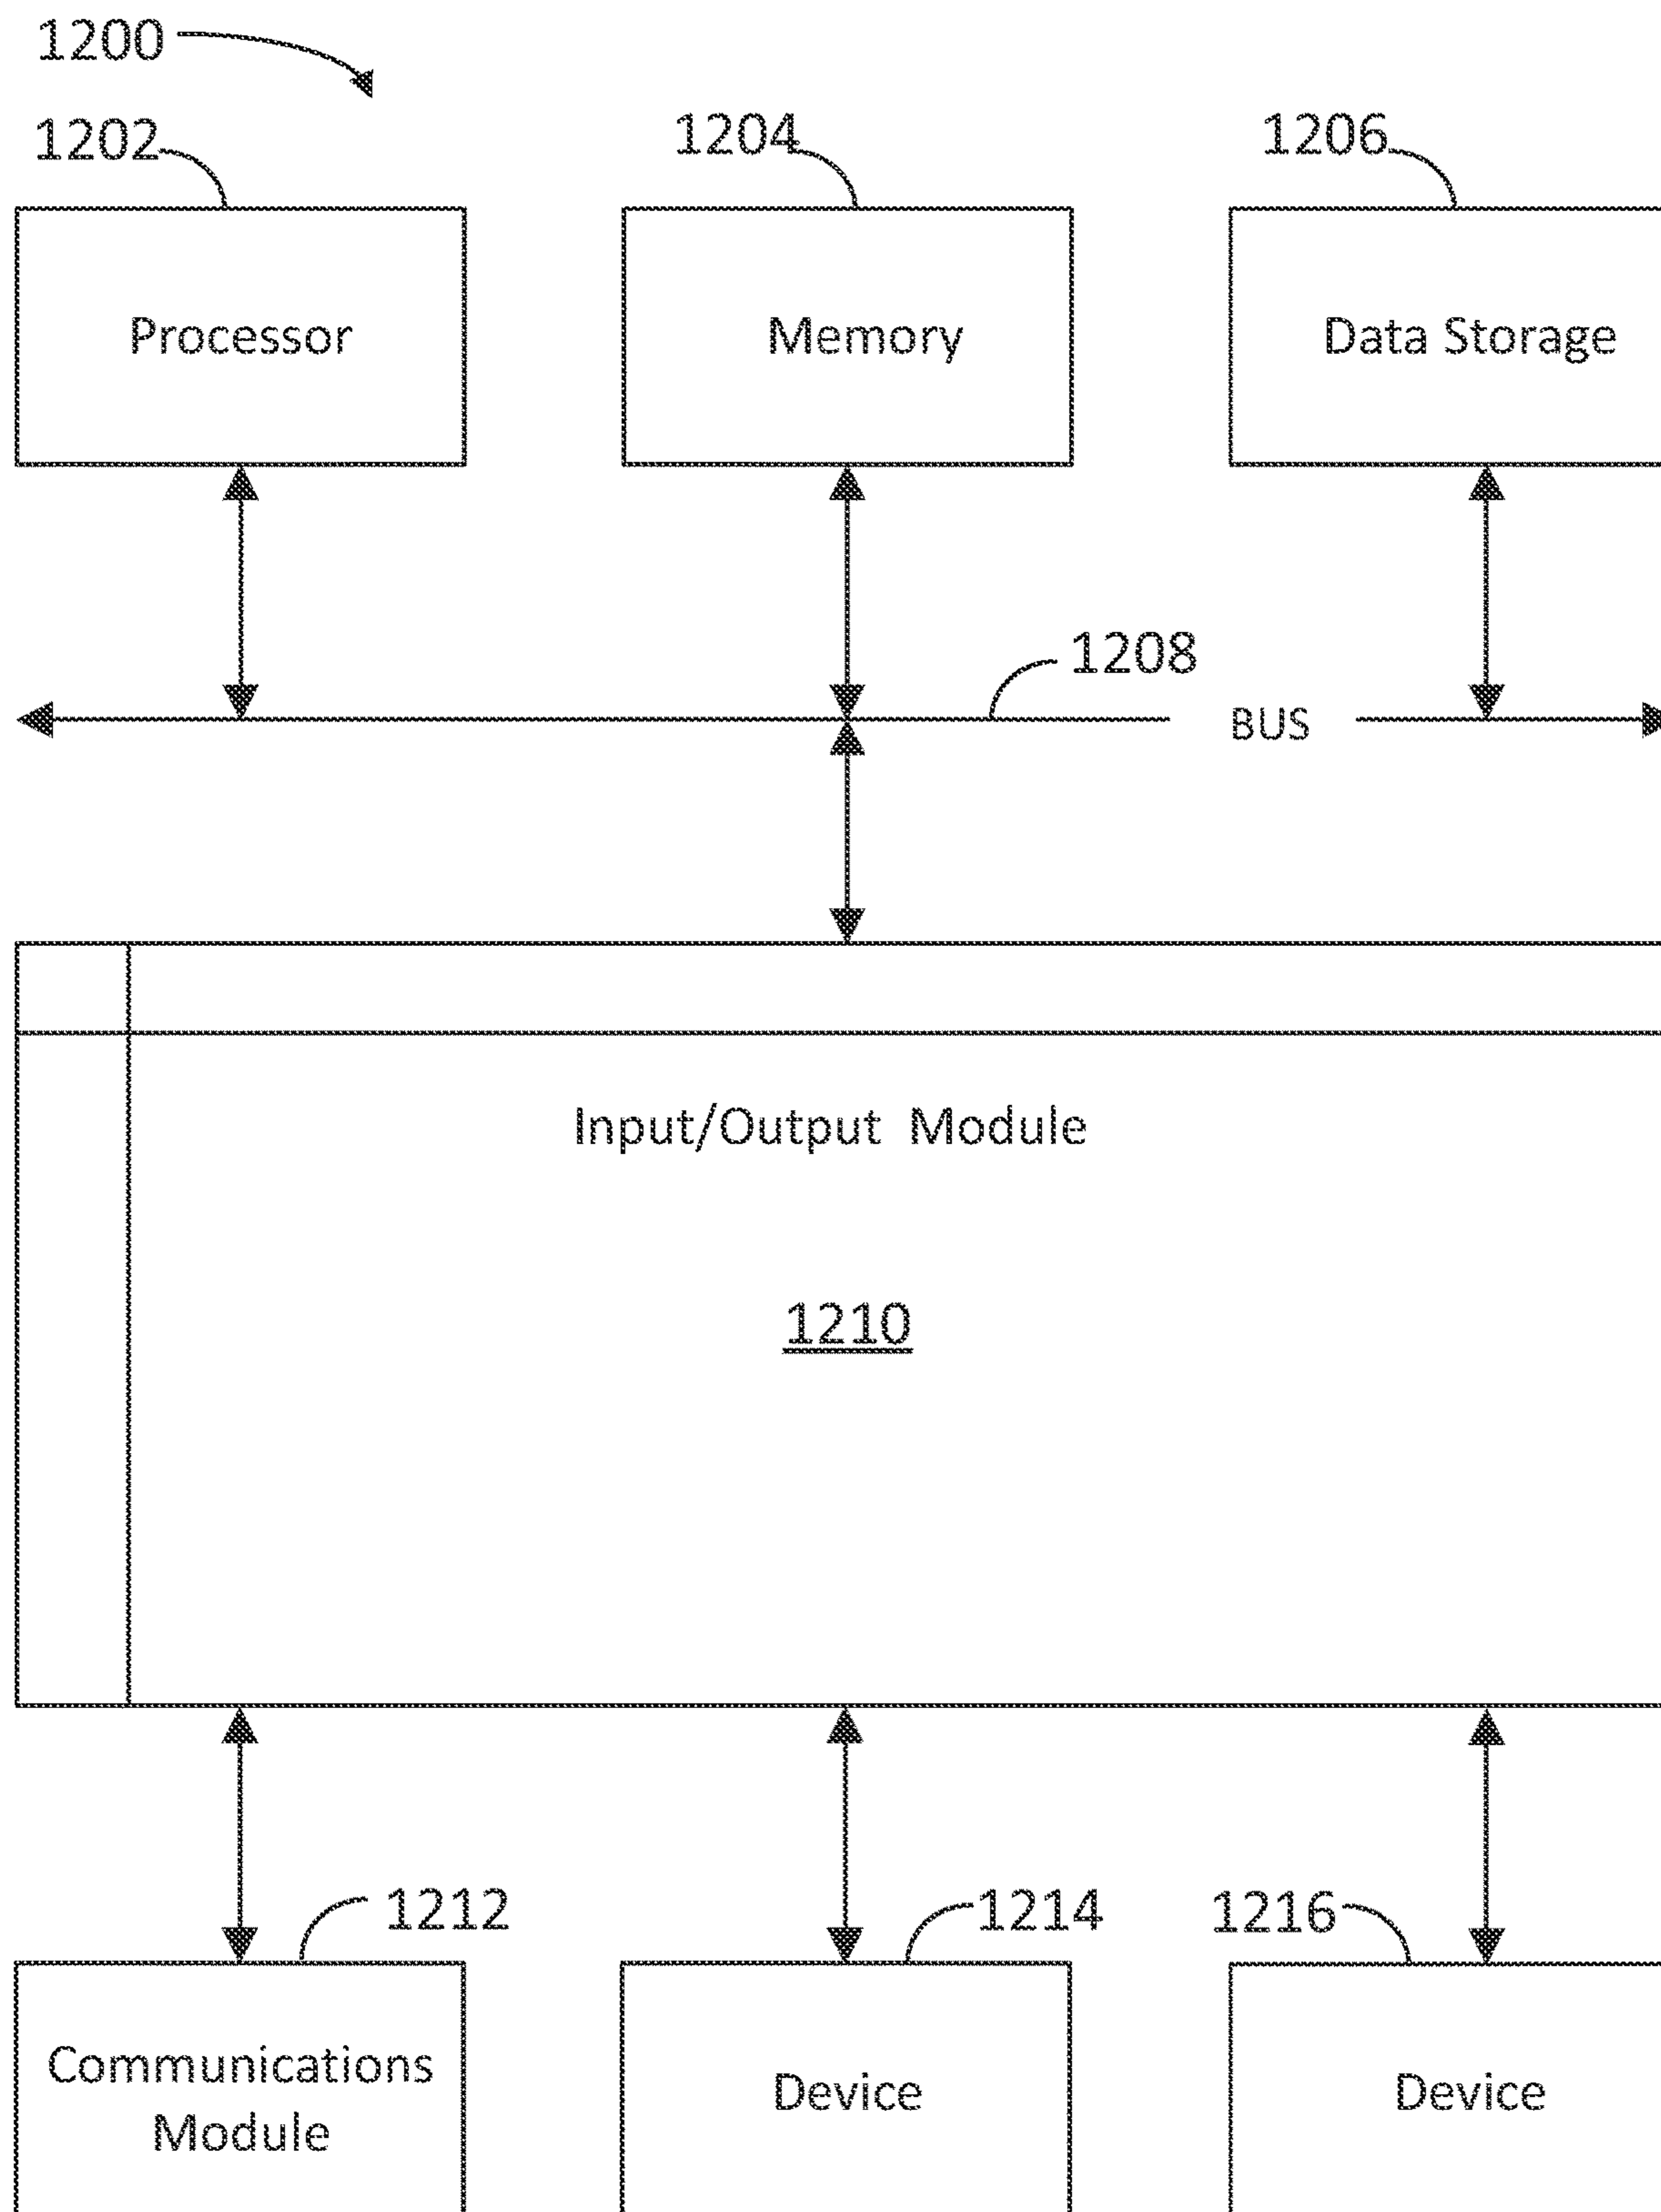 1200
1202
1204
1206
Processor
Memory
Data Storage
1208
BUS
Input/Output Module
1210
1212
1214
1216
Communications
Module
Device
Device